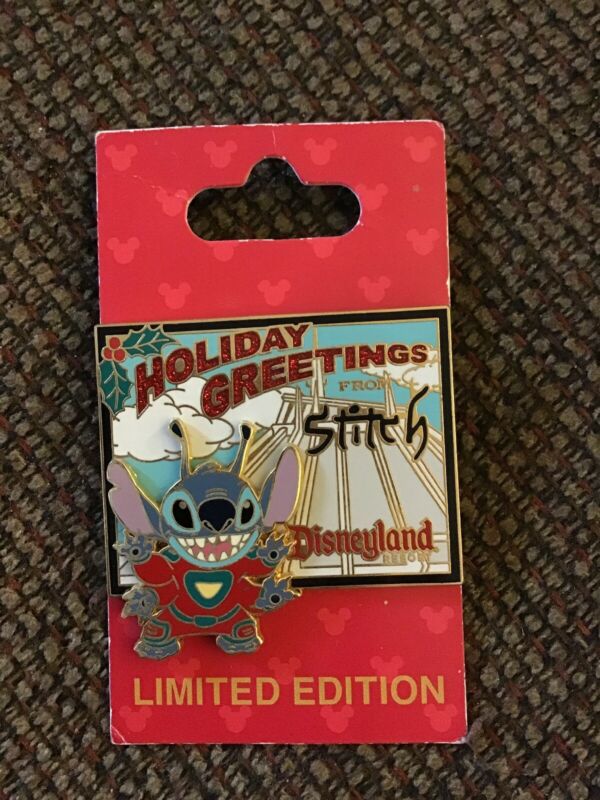 HOLIDAY
GREETINGS
FROM
Stitch
Disneyland
RESORT
LIMITED EDITION